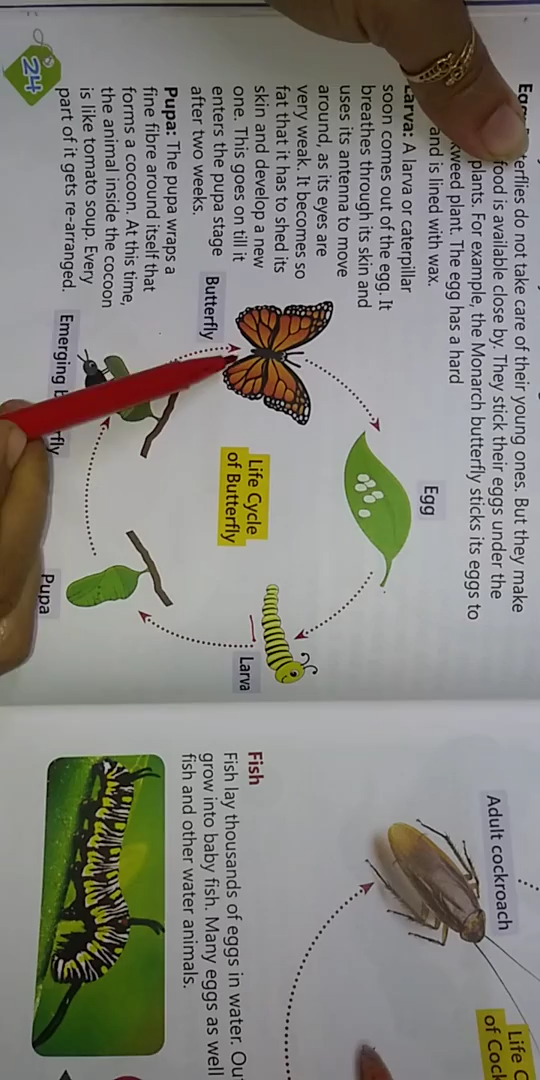 erflies do not take care of their young ones. But they make
food is available close by. They stick their eggs under the
plants. For example, the Monarch butterfly sticks its eggs to
weed plant. The egg has a hard
and is lined with wax.
Larva: A larva or caterpillar
soon comes out of the egg. It
breathes through its skin and
uses its antenna to move
around, as its eyes are
very weak. It becomes so
fat that it has to shed its
skin and develop a new
one. This goes on till it
enters the pupa stage
after two weeks.
Pupa: The pupa wraps a
fine fibre around itself that
forms a cocoon. At this time,
the animal inside the cocoon
is like tomato soup. Every
part of it gets re-arranged.
24
Egg
Life Cycle
of Butterfly
Butterfly
Larva
Emerging
rfly
Pupa
Adult cockroach
Life
of
Fish
Fish lay thousands of eggs in water.
grow into baby fish. Many eggs as well
fish and other water animals.